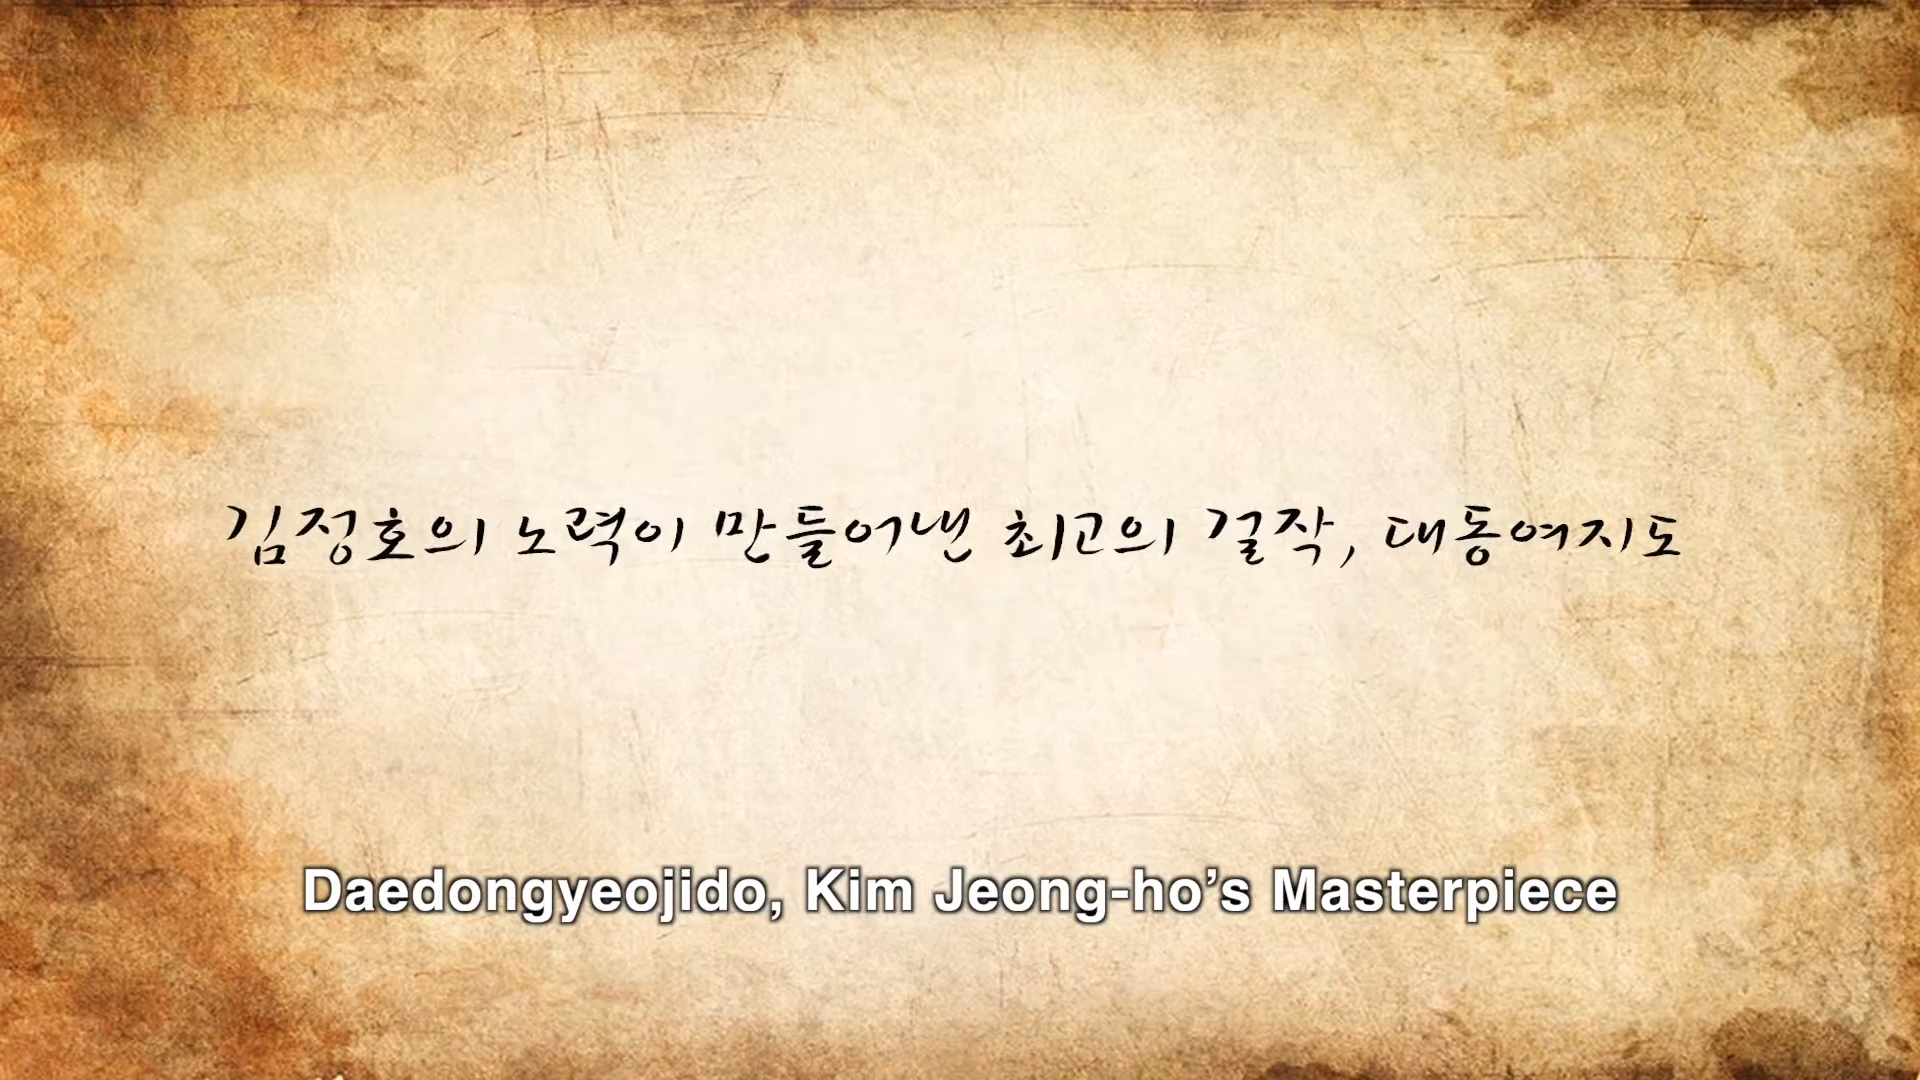 김정호의 노력이 만들어낸 최고의 걸작, 대동여지도
Daedongyeojido, Kim Jeong-ho’s Masterpiece